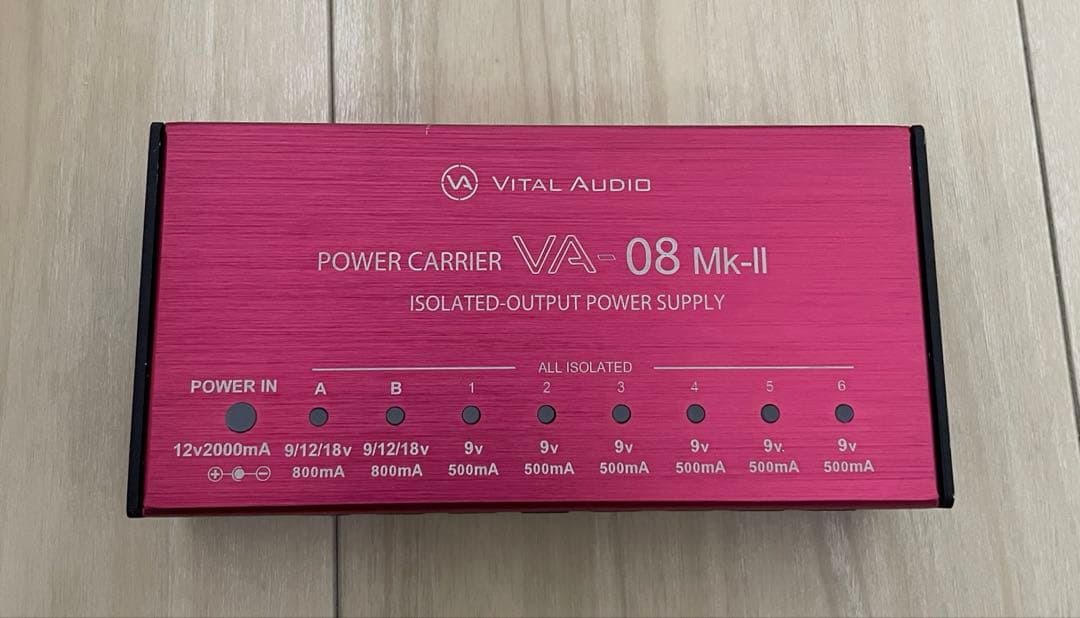 VA VITAL AUDIO
POWER CARRIER VA-08 Mk-II
ISOLATED-OUTPUT POWER SUPPLY
ALL ISOLATED
POWER IN A B 1 2 3 4 5 6
12v2000mA 9/12/18v 9/12/18v 9v 9v 9v 9v 9v. 9v
800mA 800mA 500mA 500mA 500mA 500mA 500mA 500mA